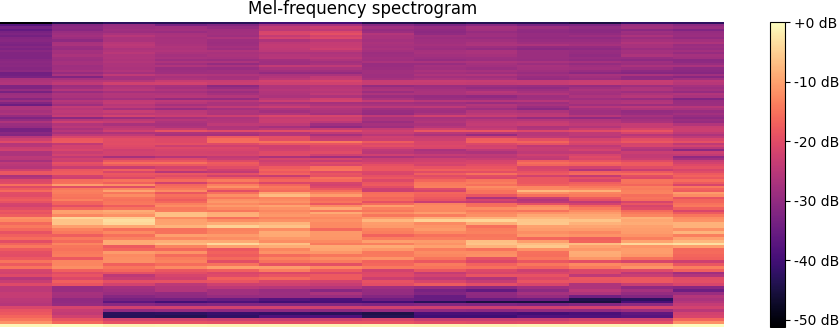 Mel-frequency spectrogram
+0 dB
-10 dB
-20 dB
-30 dB
-40 dB
-50 dB